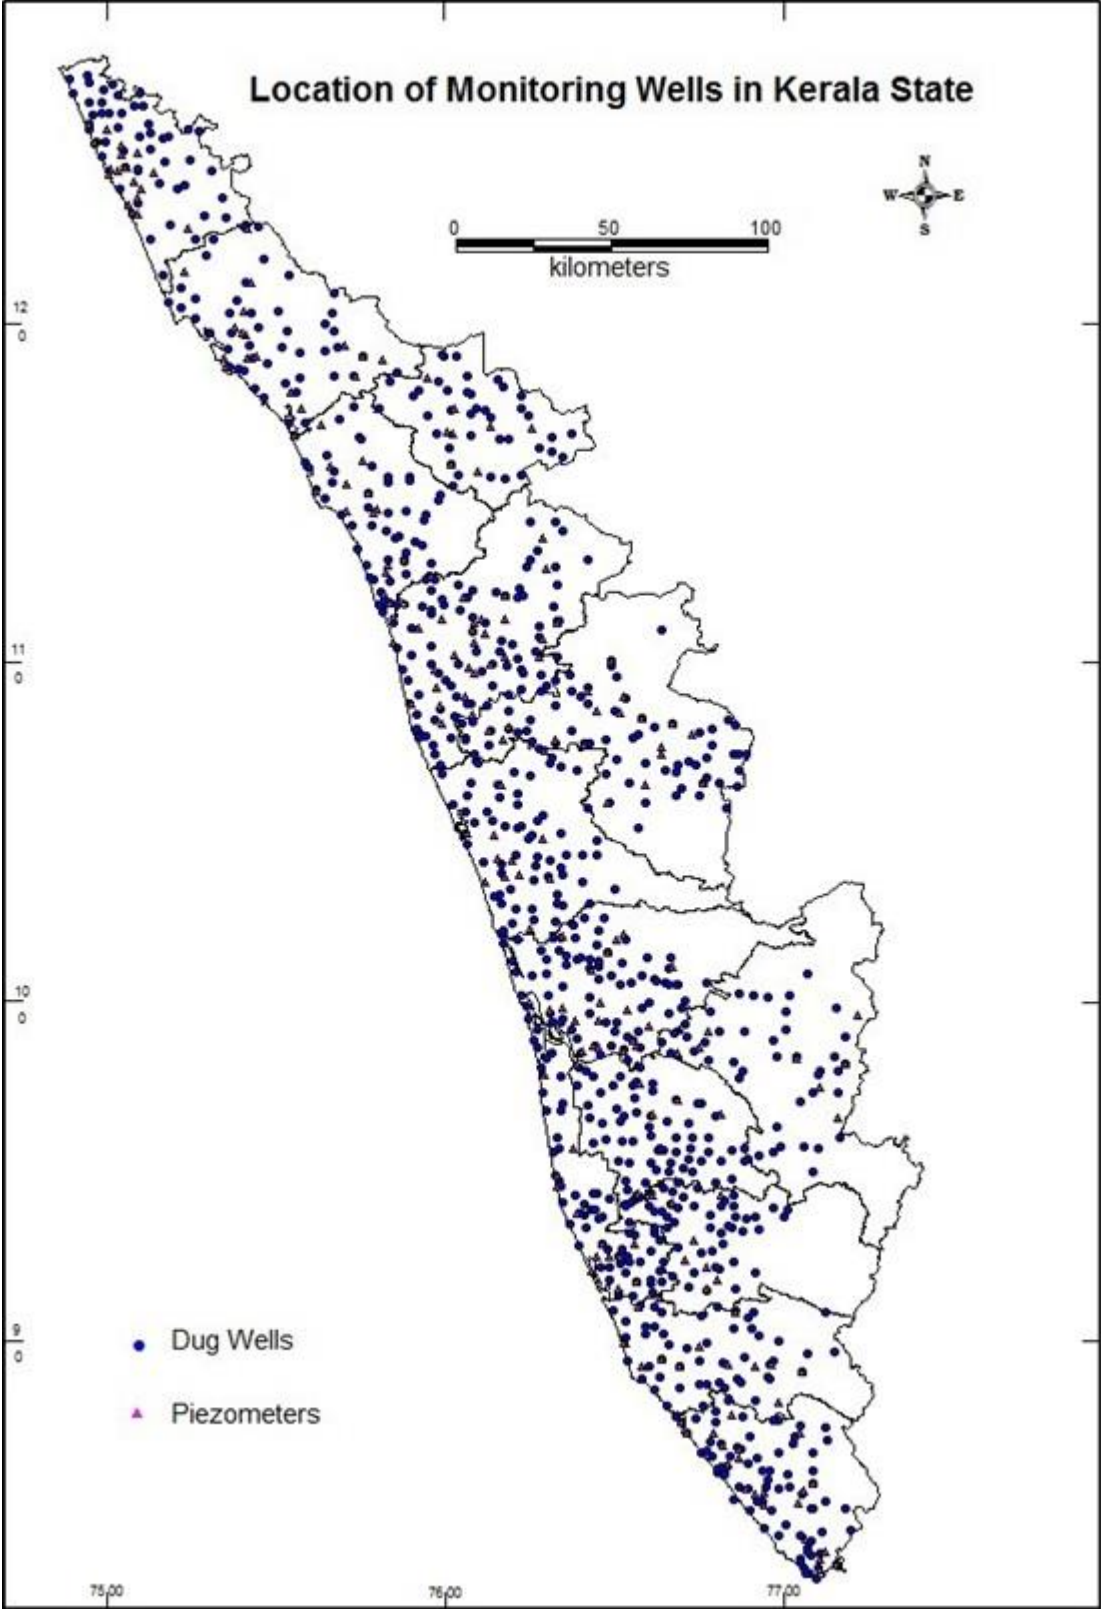 Location of Monitoring Wells in Kerala State
N
W E
S
0 50 100
kilometers
12
0
11
0
10
0
9
0
Dug Wells
Piezometers
75 00 76 00 77 00